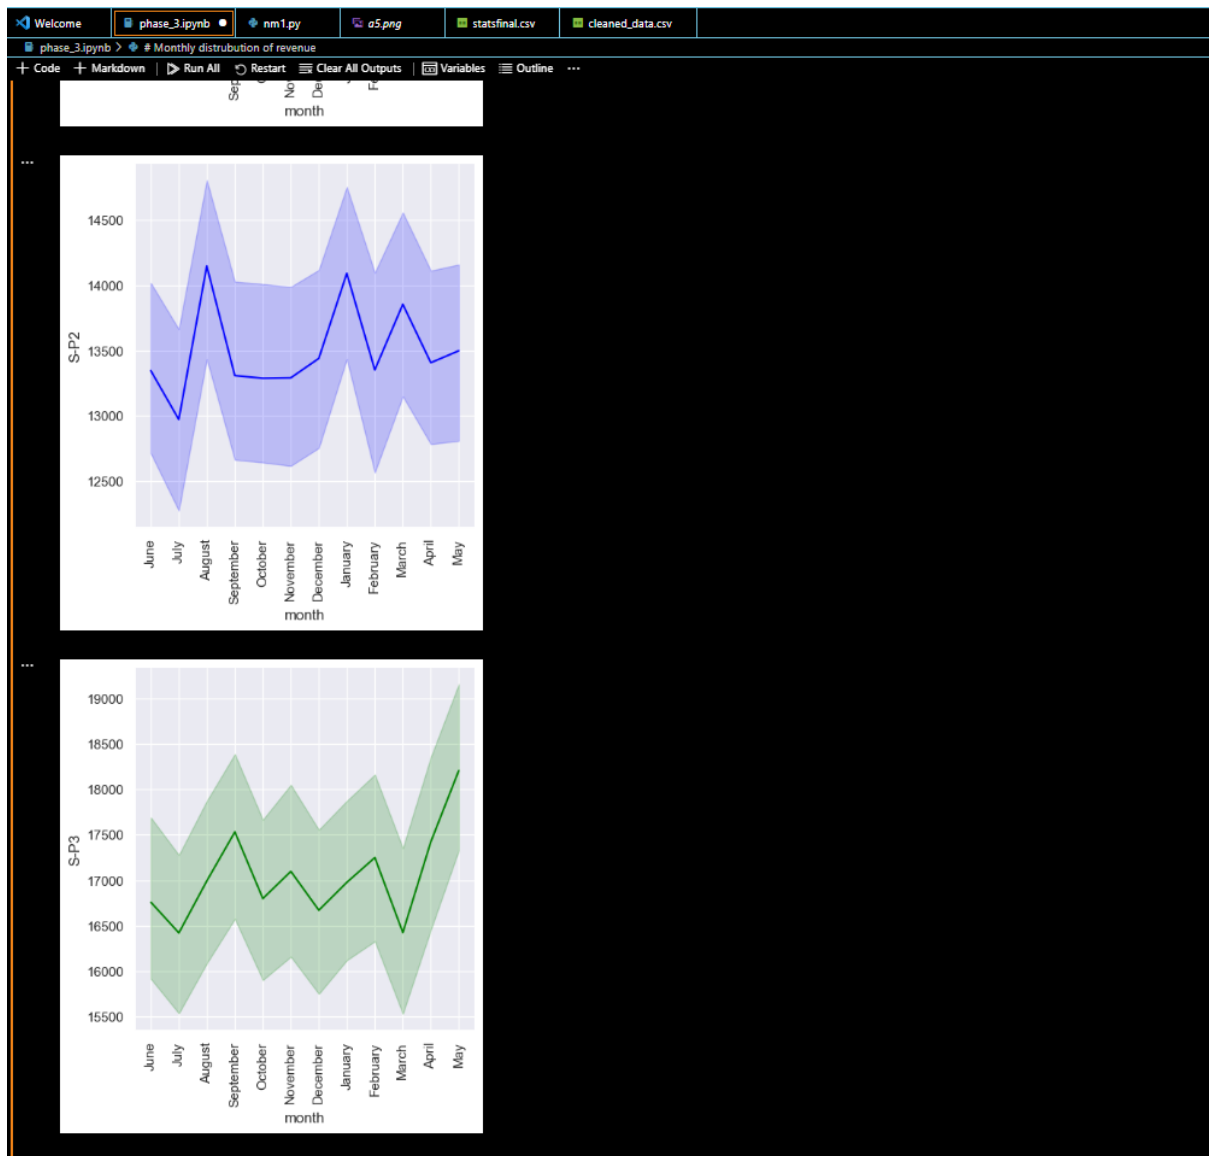 Welcome phase_3.ipynb nm1.py a5.png statsfinal.csv cleaned_data.csv
phase_3.ipynb > # Monthly distrubution of revenue
+ Code + Markdown | Run All Restart Clear All Outputs | Variables Outline ...
month
...
14500
14000
13500
13000
12500
S-P2
June July August September October November December January February March April May
month
...
19000
18500
18000
17500
17000
16500
16000
15500
S-P3
June July August September October November December January February March April May
month